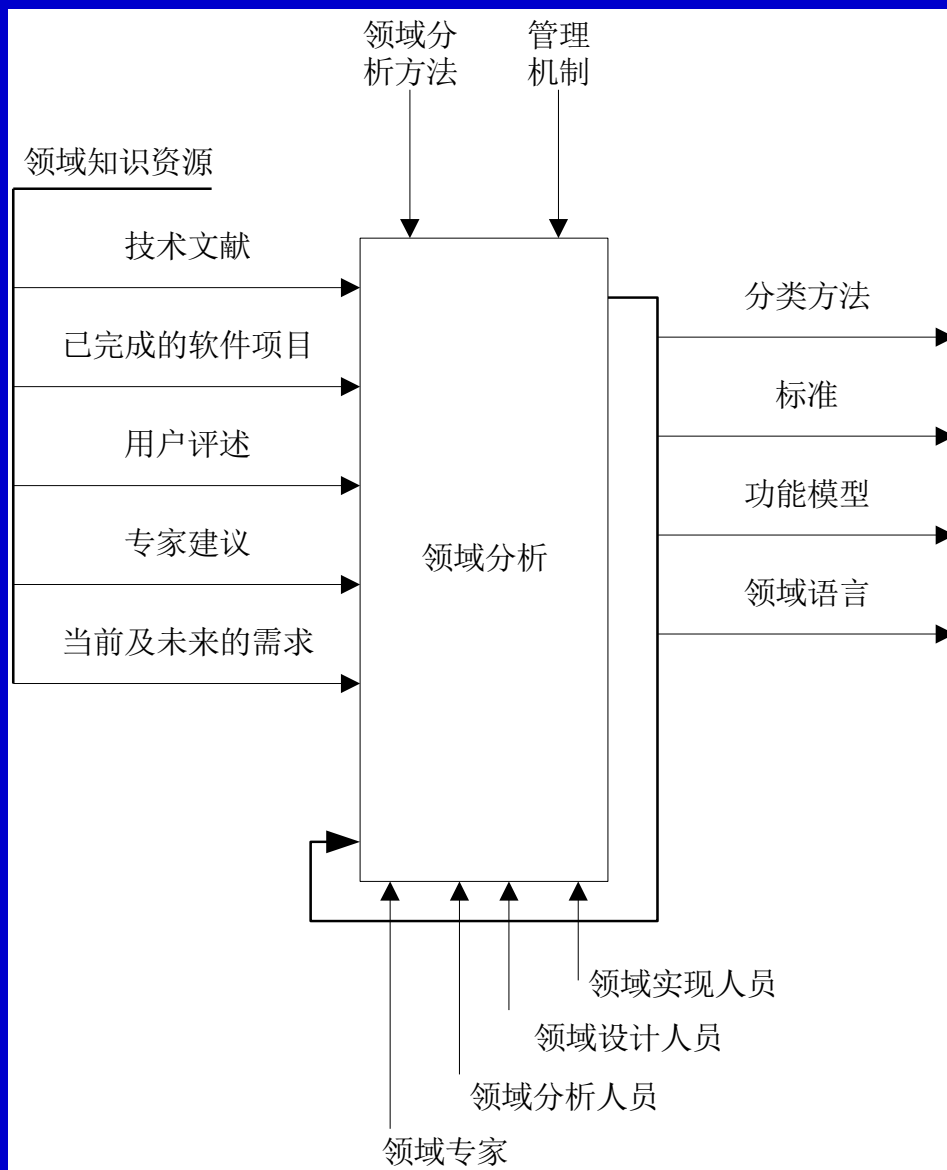 领域分
析方法
管理
机制
领域知识资源
技术文献
已完成的软件项目
用户评述
专家建议
当前及未来的需求
领域分析
分类方法
标准
功能模型
领域语言
领域实现人员
领域设计人员
领域分析人员
领域专家